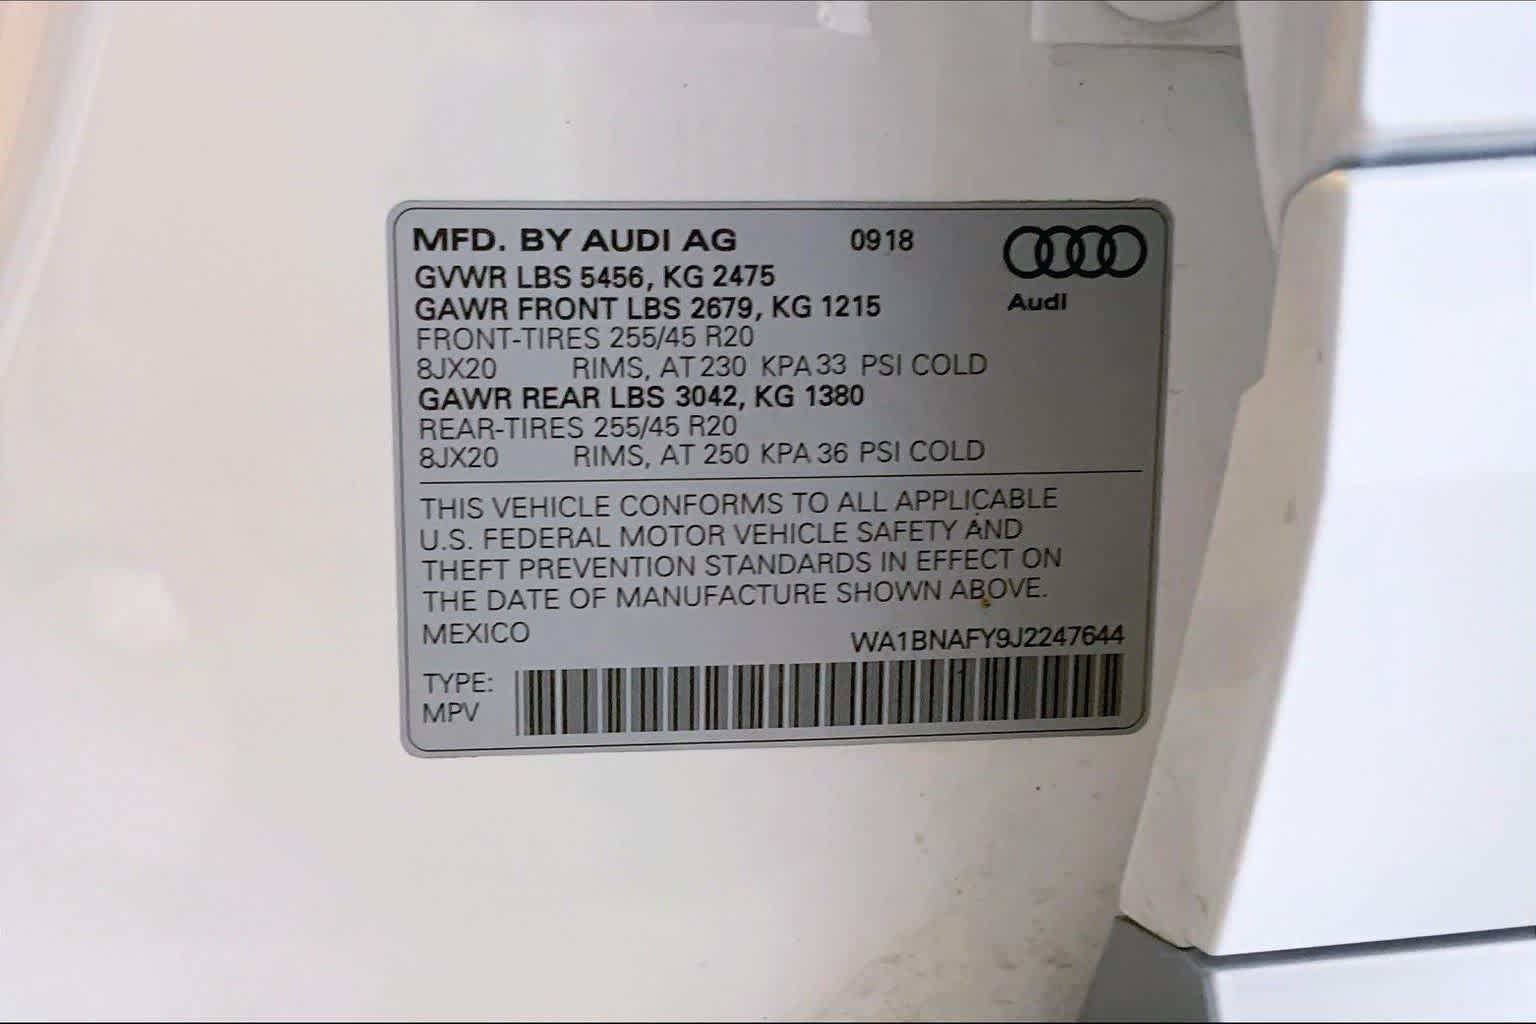 MFD. BY AUDI AG 0918
GVWR LBS 5456, KG 2475
GAWR FRONT LBS 2679, KG 1215
Audi
FRONT-TIRES 255/45 R20
8JX20 RIMS, AT 230 KPA 33 PSI COLD
GAWR REAR LBS 3042, KG 1380
REAR-TIRES 255/45 R20
8JX20 RIMS, AT 250 KPA 36 PSI COLD
THIS VEHICLE CONFORMS TO ALL APPLICABLE
U.S. FEDERAL MOTOR VEHICLE SAFETY AND
THEFT PREVENTION STANDARDS IN EFFECT ON
THE DATE OF MANUFACTURE SHOWN ABOVE.
MEXICO WA1BNAFY9J2247644
TYPE:
MPV